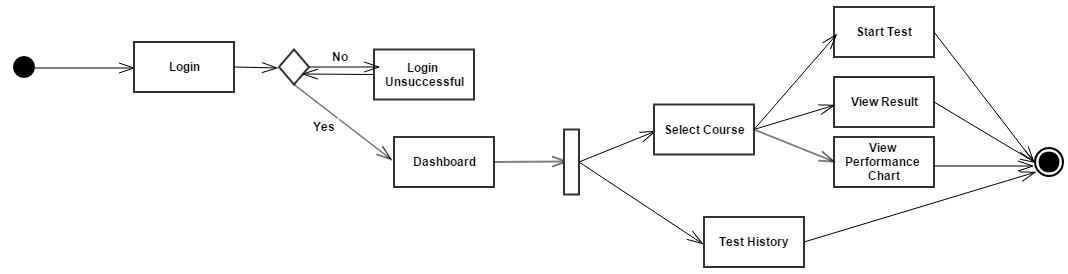 Login
No
Login
Unsuccessful
Yes
Dashboard
Select Course
Start Test
View Result
View
Performance
Chart
Test History